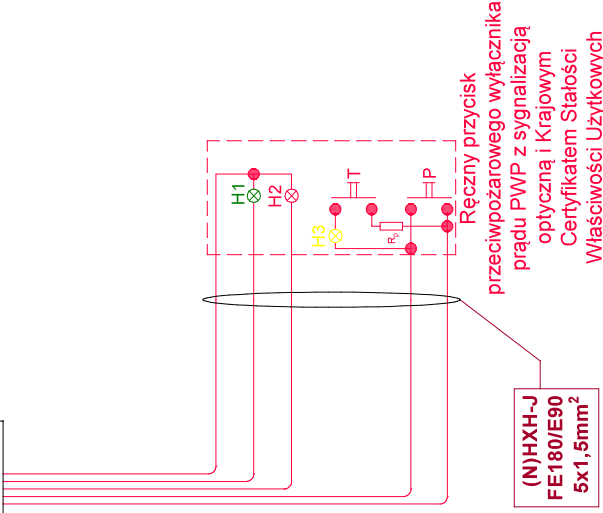 H1
H2
H3
T
P
Rp
Ręczny przycisk
przeciwpożarowego wyłącznika
prądu PWP z sygnalizacją
optyczną i Krajowym
Certyfikatem Stałości
Właściwości Użytkowych
(N)HXH-J
FE180/E90
5x1,5mm²